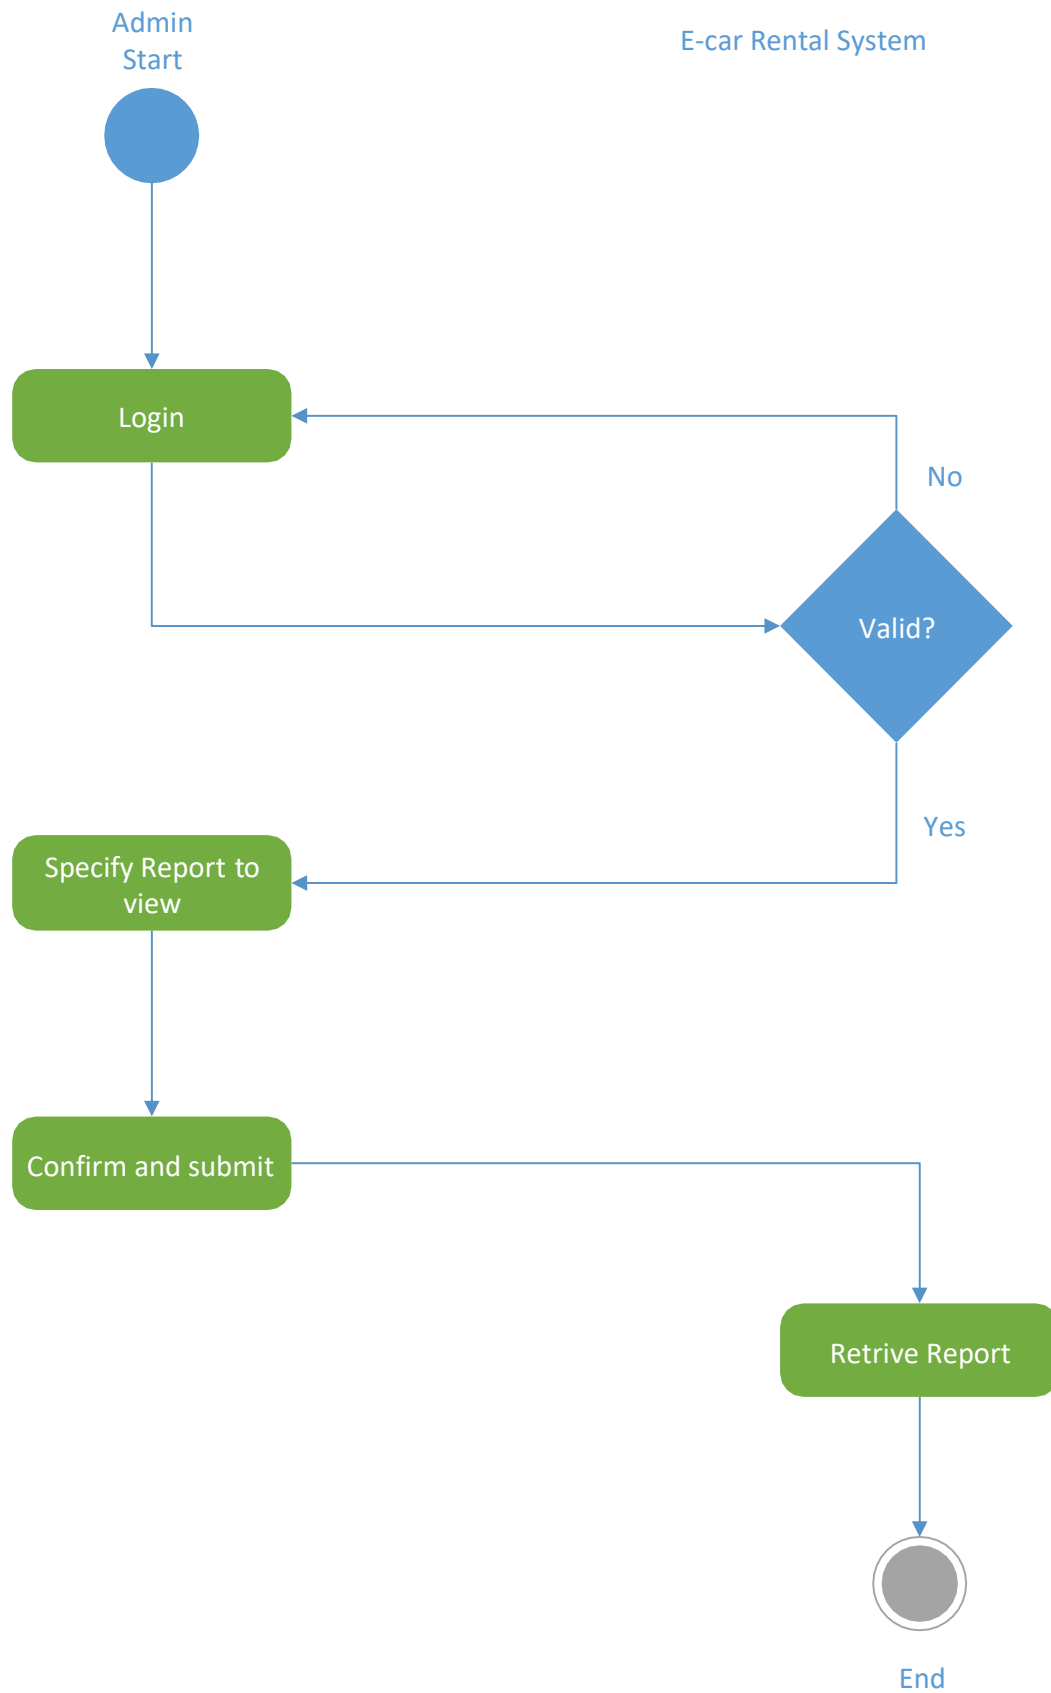 Admin
Start
E-car Rental System
Login
No
Valid?
Yes
Specify Report to
view
Confirm and submit
Retrive Report
End